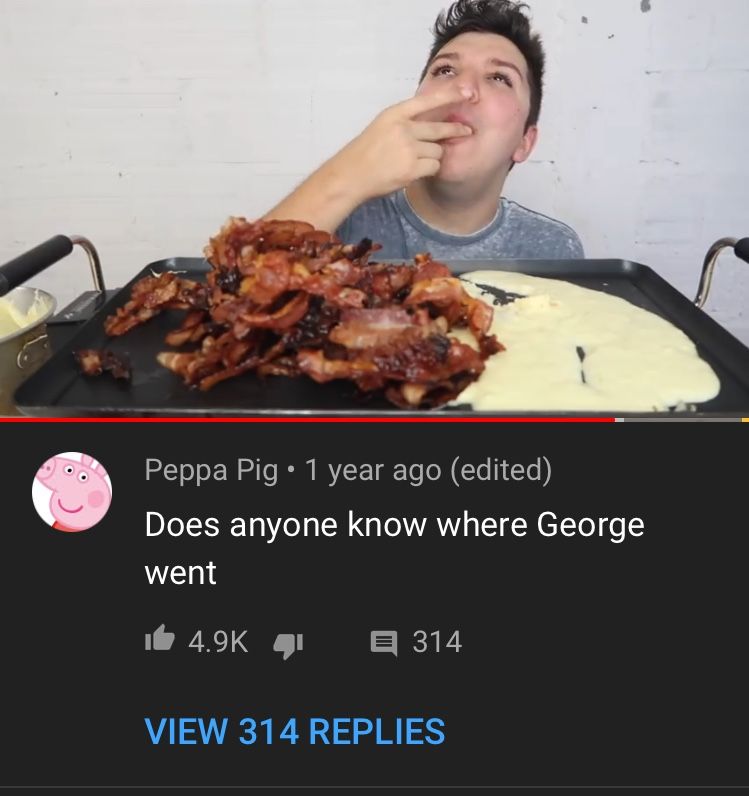 Peppa Pig • 1 year ago (edited)
Does anyone know where George
went
4.9K 314
VIEW 314 REPLIES